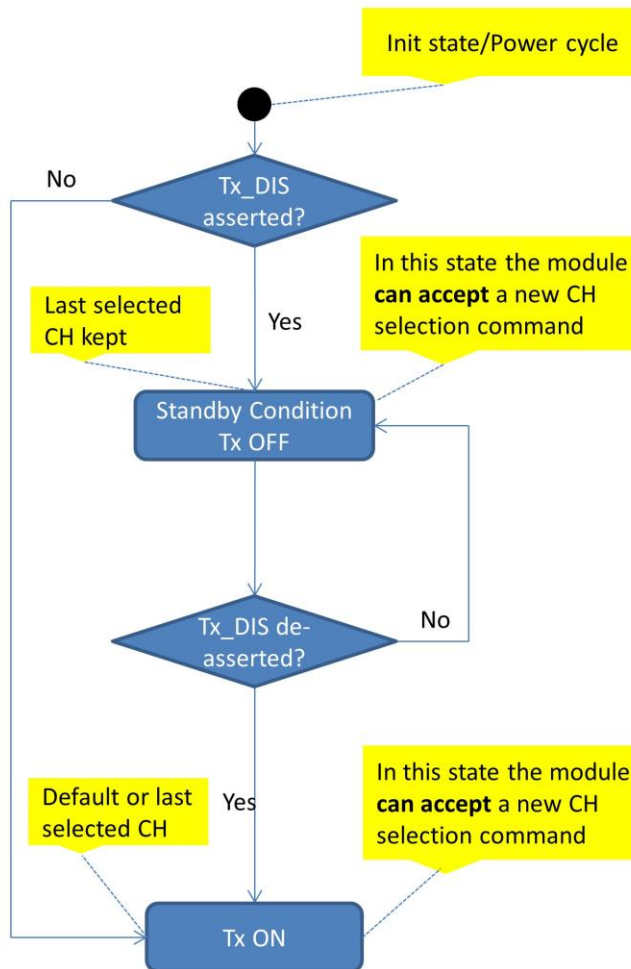 Init state/Power cycle
No
Tx_DIS
asserted?
Last selected
CH kept
Yes
In this state the module
can accept a new CH
selection command
Standby Condition
Tx OFF
Tx_DIS de-
asserted?
No
Default or last
selected CH
Yes
In this state the module
can accept a new CH
selection command
Tx ON